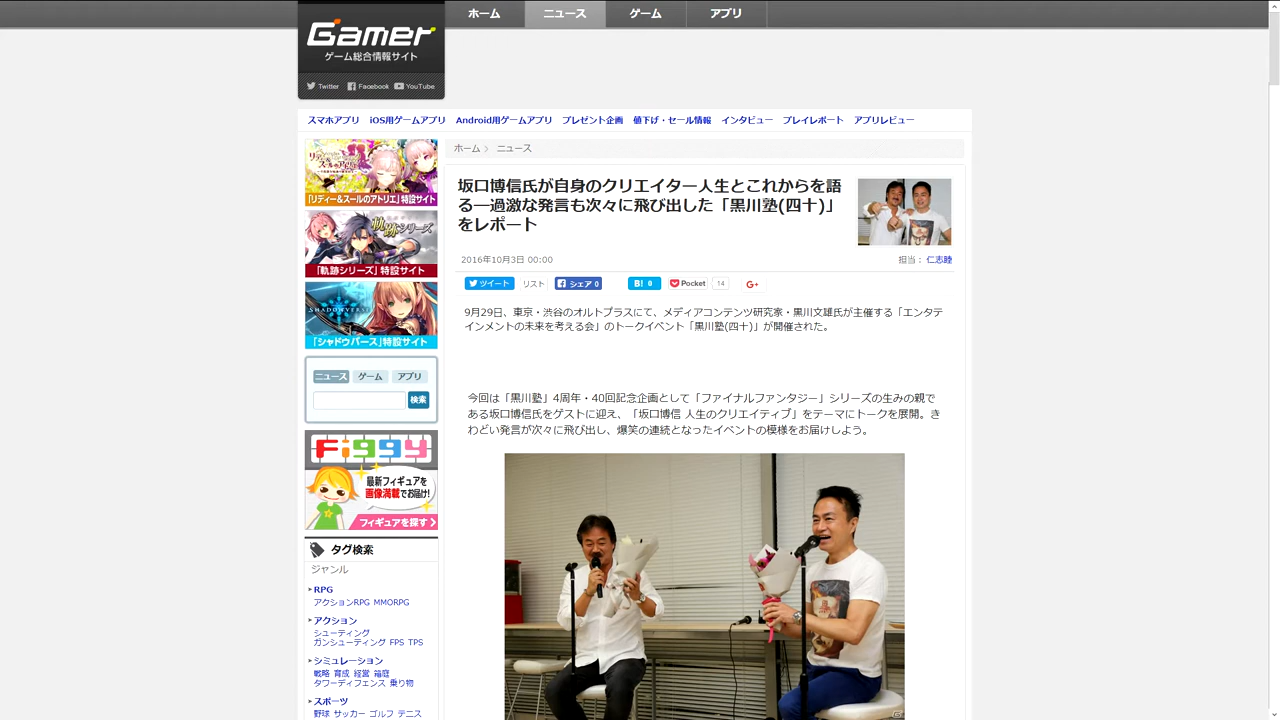 ホーム ニュース ゲーム アプリ
Gamer
ゲーム総合情報サイト
Twitter Facebook YouTube
スマホアプリ iOS用ゲームアプリ Android用ゲームアプリ プレゼント企画 値下げ・セール情報 インタビュー プレイレポート アプリレビュー
リディー&スールのアトリエ
「リディー&スールのアトリエ」特設サイト
軌跡シリーズ
「軌跡シリーズ」特設サイト
SHADOWVERSE
「シャドウバース」特設サイト
ニュース ゲーム アプリ
検索
Figgy
最新フィギュアを
画像満載でお届け!
フィギュアを探す
タグ検索
ジャンル
RPG
アクションRPG MMORPG
アクション
シューティング
ガンシューティング FPS TPS
シミュレーション
戦略 育成 経営 箱庭
タワーディフェンス 乗り物
スポーツ
野球 サッカー ゴルフ テニス
ホーム > ニュース
坂口博信氏が自身のクリエイター人生とこれからを語
る―過激な発言も次々に飛び出した「黒川塾(四十)」
をレポート
2016年10月3日 00:00 担当: 仁志睦
ツイート リスト シェア 0 B! 0 Pocket 14 G+
9月29日、東京・渋谷のオルトプラスにて、メディアコンテンツ研究家・黒川文雄氏が主催する「エンタテ
インメントの未来を考える会」のトークイベント「黒川塾(四十)」が開催された。
今回は「黒川塾」4周年・40回記念企画として「ファイナルファンタジー」シリーズの生みの親で
ある坂口博信氏をゲストに迎え、「坂口博信 人生のクリエイティブ」をテーマにトークを展開。き
わどい発言が次々に飛び出し、爆笑の連続となったイベントの模様をお届けしよう。